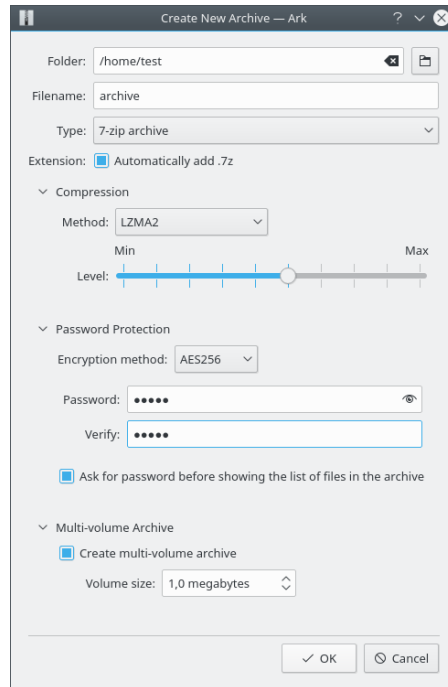 Create New Archive — Ark
Folder: /home/test
Filename: archive
Type: 7-zip archive
Extension: Automatically add .7z
Compression
Method: LZMA2
Min Max
Level:
Password Protection
Encryption method: AES256
Password: •••••
Verify: •••••
Ask for password before showing the list of files in the archive
Multi-volume Archive
Create multi-volume archive
Volume size: 1,0 megabytes
OK Cancel